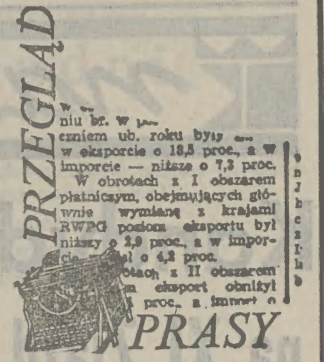 PRZEGLĄD
niu br. w
czniem ub. roku były
w eksporcie o 18,5 proc., a w
imporcie — niższe o 7,3 proc.
W obrotach z I obszarem
płatniczym, obejmujących głó-
wnie wymianę z krajami
RWPG poziom eksportu był
niższy o 2,9 proc., a w impor-
cie o 4,2 proc.
z II obszarem
eksport obniżył
proc., a import o
PRASY